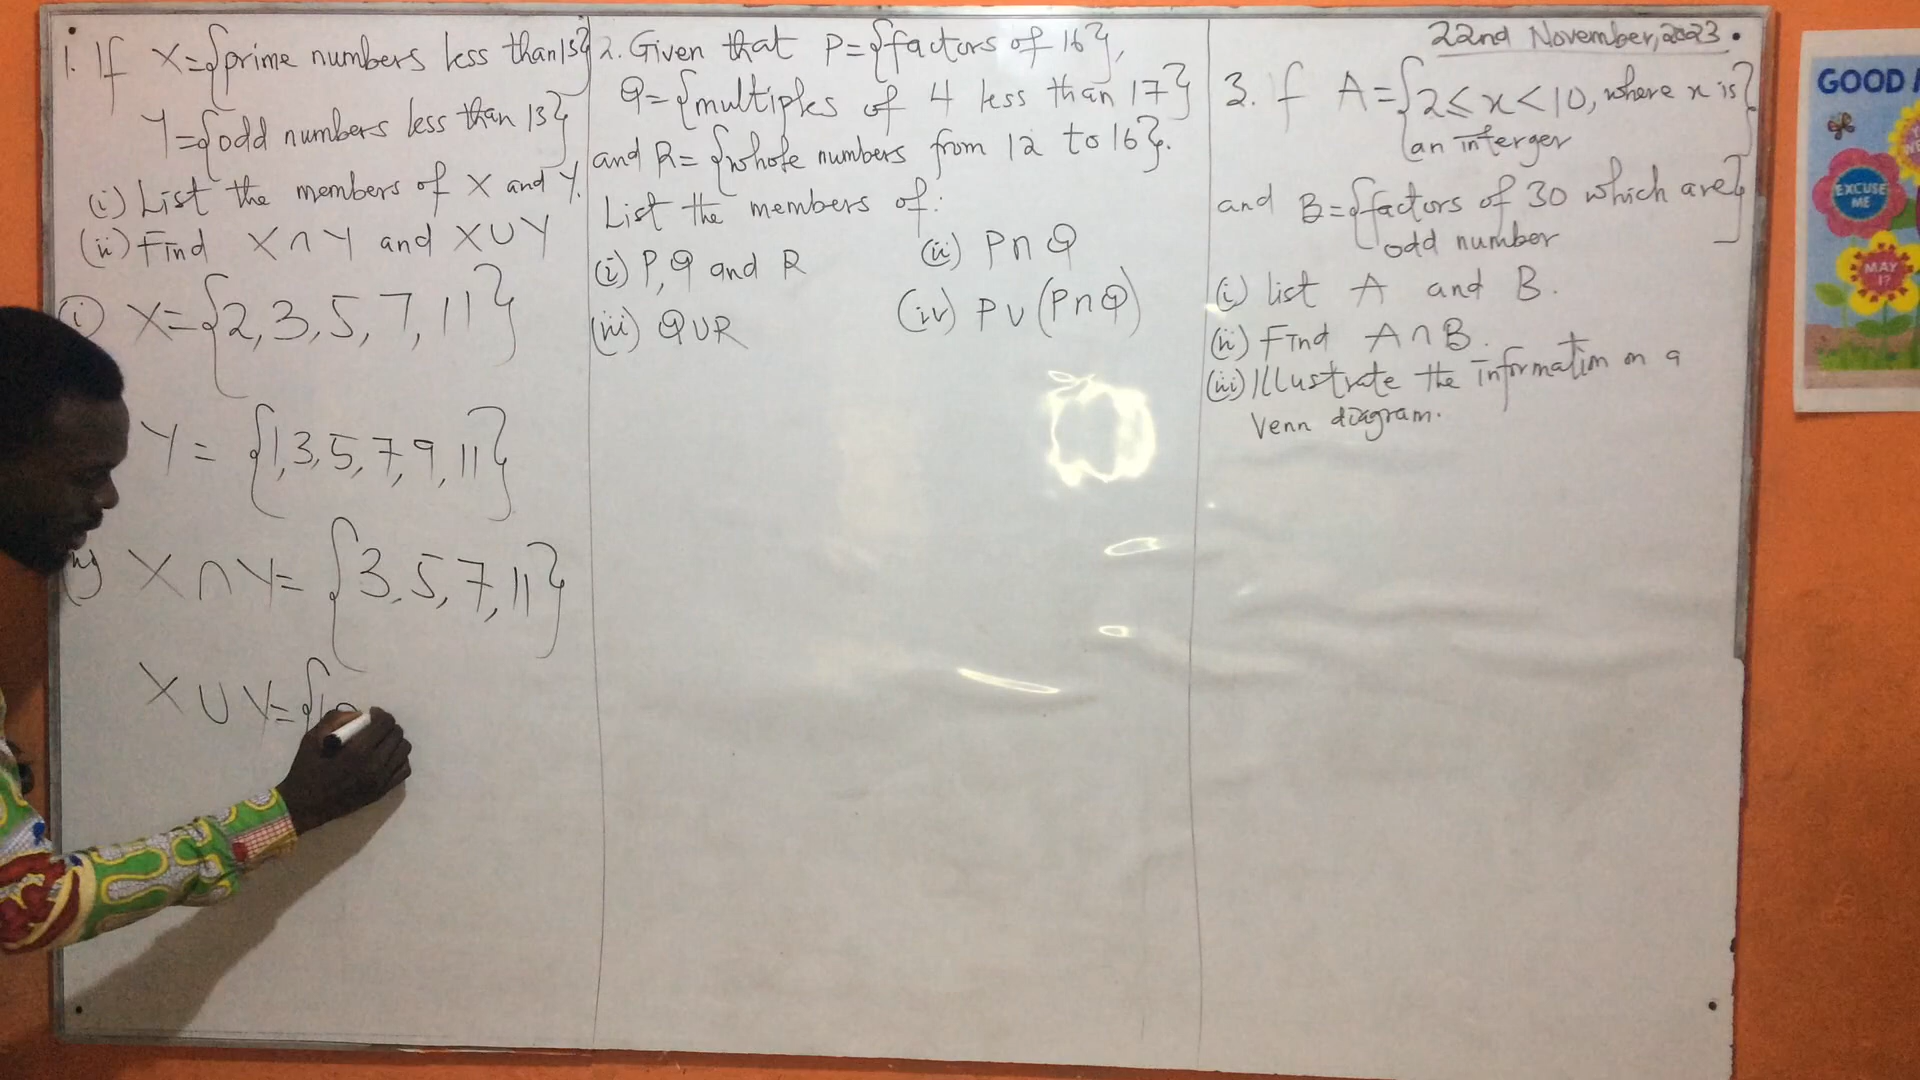 1. If X={prime numbers less than 13}
Y={odd numbers less than 13}
(i) List the members of X and Y.
(ii) Find X∩Y and X∪Y
(i) X={2,3,5,7,11}
Y={1,3,5,7,9,11}
X∩Y={3,5,7,11}
X∪Y={1
2. Given that P={factors of 16},
Q={multiples of 4 less than 17}
and R={whole numbers from 12 to 16}.
List the members of:
(i) P,Q and R (ii) P∩Q
(iii) Q∪R (iv) P∪(P∩Q)
22nd November, 2023.
3. If A={2≤x<10, where x is
an interger}
and B={factors of 30 which are
odd number}
(i) list A and B.
(ii) Find A∩B.
(iii) Illustrate the information on a
Venn diagram.
GOOD
EXCUSE
ME
MAY
I?